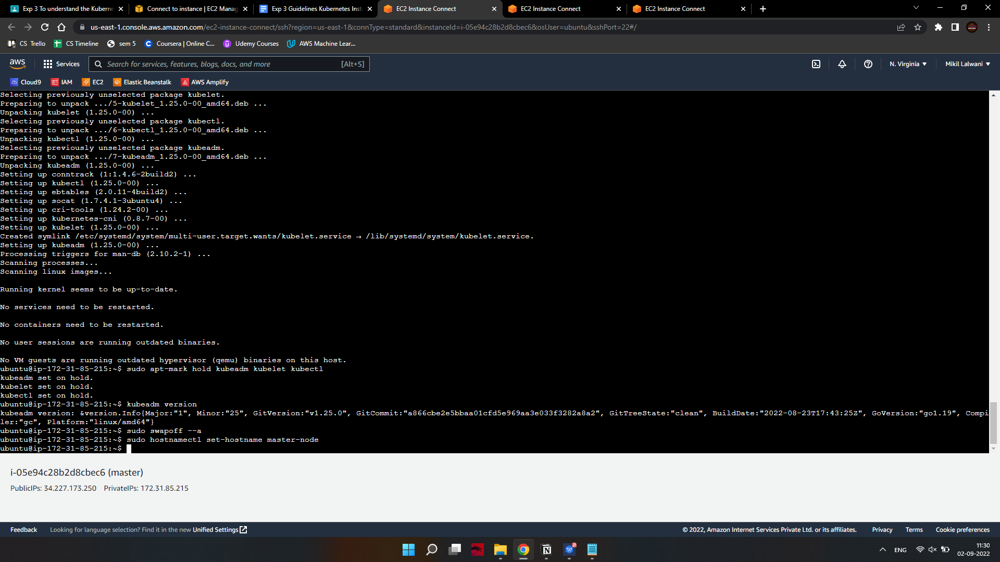 Exp 3 To understand the Kuberne
Connect to instance | EC2 Manag
Exp 3 Guidelines Kubernetes Inst
EC2 Instance Connect
EC2 Instance Connect
EC2 Instance Connect
us-east-1.console.aws.amazon.com/ec2-instance-connect/ssh?region=us-east-1&connType=standard&instanceId=i-05e94c28b2d8cbec6&osUser=ubuntu&sshPort=22#/
CS Trello
CS Timeline
sem 5
Coursera | Online C...
Udemy Courses
AWS Machine Lear...
aws
Services
Search for services, features, blogs, docs, and more
[Alt+S]
N. Virginia
Mikil Lalwani
Cloud9
IAM
EC2
Elastic Beanstalk
AWS Amplify
Selecting previously unselected package kubelet.
Preparing to unpack .../5-kubelet_1.25.0-00_amd64.deb ...
Unpacking kubelet (1.25.0-00) ...
Selecting previously unselected package kubectl.
Preparing to unpack .../6-kubectl_1.25.0-00_amd64.deb ...
Unpacking kubectl (1.25.0-00) ...
Selecting previously unselected package kubeadm.
Preparing to unpack .../7-kubeadm_1.25.0-00_amd64.deb ...
Unpacking kubeadm (1.25.0-00) ...
Setting up conntrack (1:1.4.6-2build2) ...
Setting up kubectl (1.25.0-00) ...
Setting up ebtables (2.0.11-4build2) ...
Setting up socat (1.7.4.1-3ubuntu4) ...
Setting up cri-tools (1.24.2-00) ...
Setting up kubernetes-cni (0.8.7-00) ...
Setting up kubelet (1.25.0-00) ...
Created symlink /etc/systemd/system/multi-user.target.wants/kubelet.service → /lib/systemd/system/kubelet.service.
Setting up kubeadm (1.25.0-00) ...
Processing triggers for man-db (2.10.2-1) ...
Scanning processes...
Scanning linux images...
Running kernel seems to be up-to-date.
No services need to be restarted.
No containers need to be restarted.
No user sessions are running outdated binaries.
No VM guests are running outdated hypervisor (qemu) binaries on this host.
ubuntu@ip-172-31-85-215:~$ sudo apt-mark hold kubeadm kubelet kubectl
kubeadm set on hold.
kubelet set on hold.
kubectl set on hold.
ubuntu@ip-172-31-85-215:~$ kubeadm version
kubeadm version: &version.Info{Major:"1", Minor:"25", GitVersion:"v1.25.0", GitCommit:"a866cbe2e5bbaa01cfd5e969aa3e033f3282a8a2", GitTreeState:"clean", BuildDate:"2022-08-23T17:43:25Z", GoVersion:"go1.19", Compi
ler:"gc", Platform:"linux/amd64"}
ubuntu@ip-172-31-85-215:~$ sudo swapoff --a
ubuntu@ip-172-31-85-215:~$ sudo hostnamectl set-hostname master-node
ubuntu@ip-172-31-85-215:~$
i-05e94c28b2d8cbec6 (master)
PublicIPs: 34.227.173.250 PrivateIPs: 172.31.85.215
Feedback
Looking for language selection? Find it in the new Unified Settings
© 2022, Amazon Internet Services Private Ltd. or its affiliates.
Privacy
Terms
Cookie preferences
ENG
11:30
02-09-2022